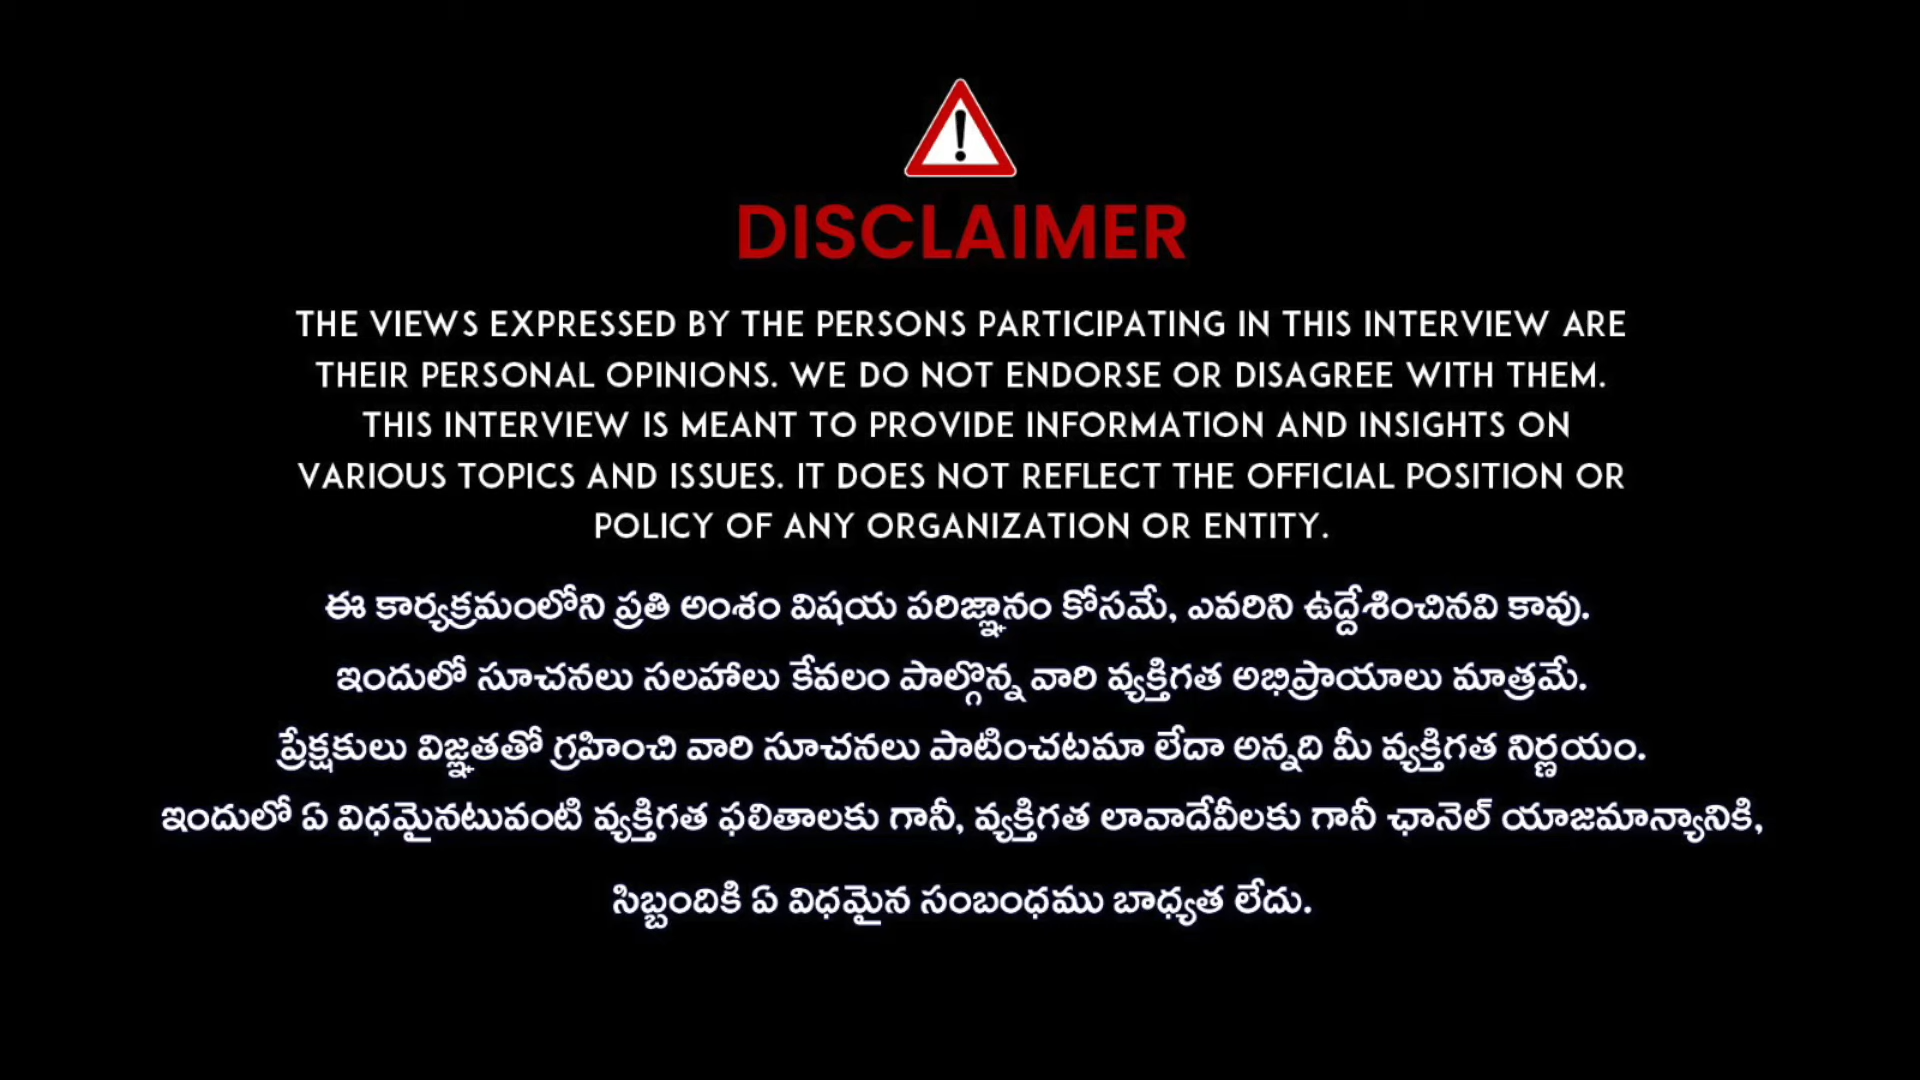 DISCLAIMER
THE VIEWS EXPRESSED BY THE PERSONS PARTICIPATING IN THIS INTERVIEW ARE
THEIR PERSONAL OPINIONS. WE DO NOT ENDORSE OR DISAGREE WITH THEM.
THIS INTERVIEW IS MEANT TO PROVIDE INFORMATION AND INSIGHTS ON
VARIOUS TOPICS AND ISSUES. IT DOES NOT REFLECT THE OFFICIAL POSITION OR
POLICY OF ANY ORGANIZATION OR ENTITY.
ఈ కార్యక్రమంలోని ప్రతి అంశం విషయ పరిజ్ఞానం కోసమే, ఎవరిని ఉద్దేశించినవి కావు.
ఇందులో సూచనలు సలహాలు కేవలం పాల్గొన్న వారి వ్యక్తిగత అభిప్రాయాలు మాత్రమే.
ప్రేక్షకులు విజ్ఞతతో గ్రహించి వారి సూచనలు పాటించటమా లేదా అన్నది మీ వ్యక్తిగత నిర్ణయం.
ఇందులో ఏ విధమైనటువంటి వ్యక్తిగత ఫలితాలకు గానీ, వ్యక్తిగత లావాదేవీలకు గానీ ఛానెల్ యాజమాన్యానికి,
సిబ్బందికి ఏ విధమైన సంబంధము బాధ్యత లేదు.